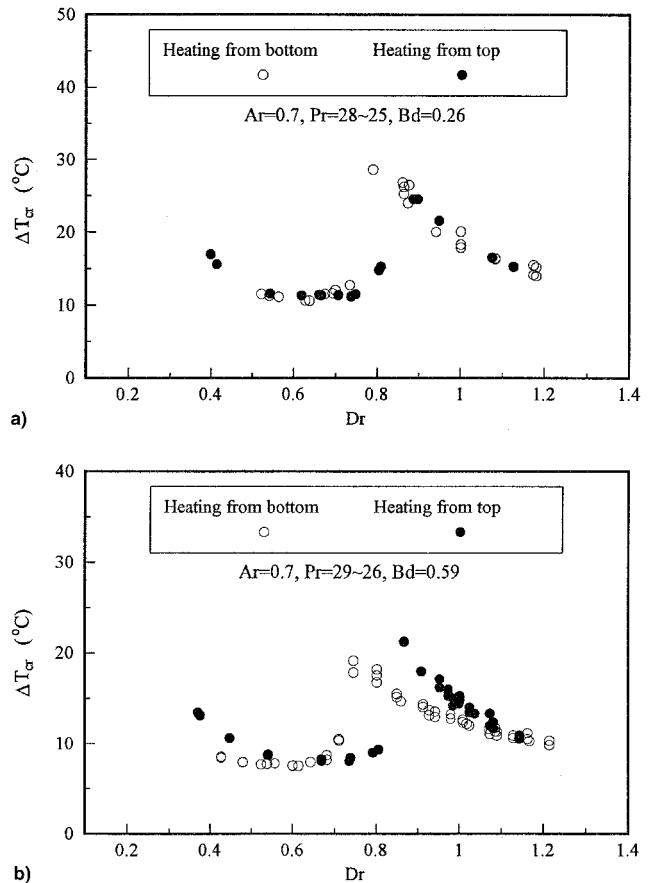 50
40
30
20
10
0
ΔTcr (°C)
Heating from bottom Heating from top
Ar=0.7, Pr=28~25, Bd=0.26
0.2 0.4 0.6 0.8 1 1.2 1.4
Dr
a)
40
30
20
10
0
ΔTcr (°C)
Heating from bottom Heating from top
Ar=0.7, Pr=29~26, Bd=0.59
0.2 0.4 0.6 0.8 1 1.2 1.4
Dr
b)